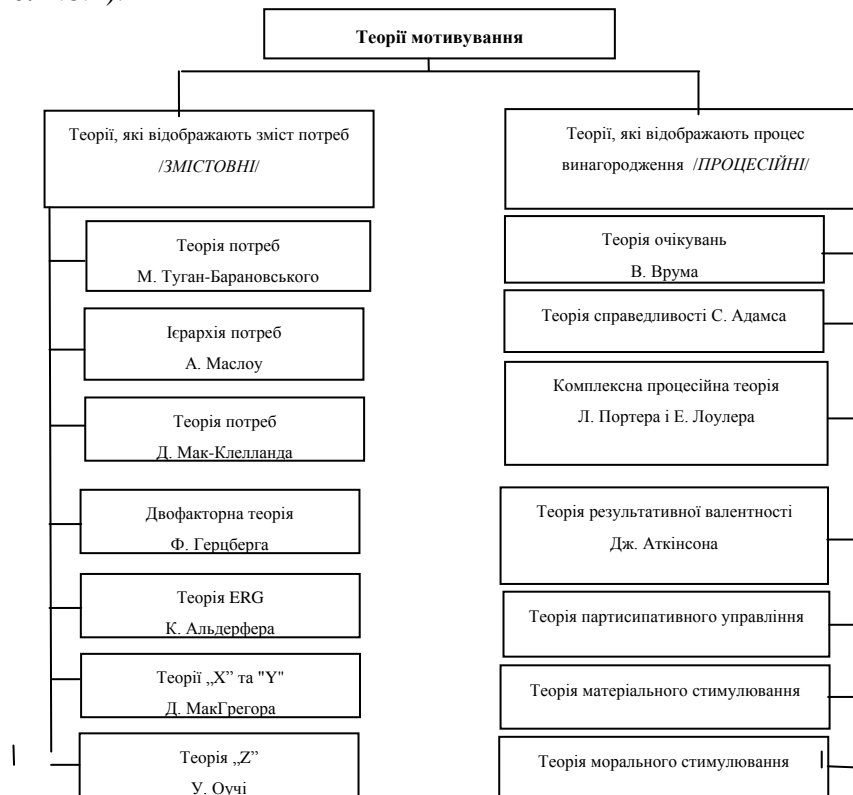 Теорії мотивування
Теорії, які відображають зміст потреб
/ЗМІСТОВНІ/
Теорія потреб
М. Туган-Барановського
Ієрархія потреб
А. Маслоу
Теорія потреб
Д. Мак-Клелланда
Двофакторна теорія
Ф. Герцберга
Теорія ERG
К. Альдерфера
Теорії „X” та "Y"
Д. МакГрегора
Теорія „Z”
У. Оучі
Теорії, які відображають процес
винагородження /ПРОЦЕСІЙНІ/
Теорія очікувань
В. Врума
Теорія справедливості С. Адамса
Комплексна процесійна теорія
Л. Портера і Е. Лоулера
Теорія результативної валентності
Дж. Аткінсона
Теорія партисипативного управління
Теорія матеріального стимулювання
Теорія морального стимулювання